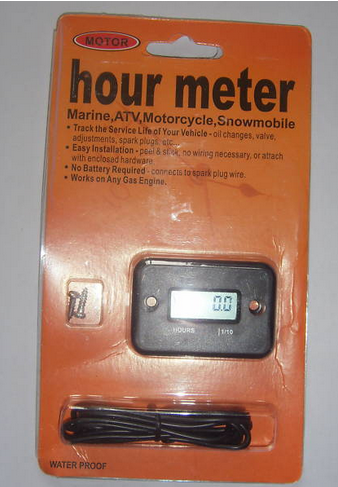 MOTOR
hour meter
Marine,ATV,Motorcycle,Snowmobile
• Track the Service Life of Your Vehicle - oil changes, valve,
adjustments, spark plugs, etc...
• Easy Installation - peel & stick, no wiring necessary, or attach
with enclosed hardware.
• No Battery Required - connects to spark plug wire.
• Works on Any Gas Engine.
0.0
HOURS 1/10
WATER PROOF